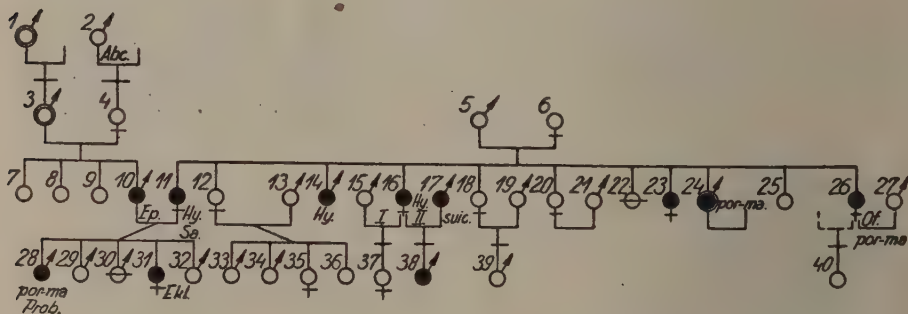 1 2
Abc.
3 4 5 6
7 8 9 10 11 12 13 14 15 16 17 18 19 20 21 22 23 24 25 26 27
Ep. Hy. Hy. I Hy. II suic. por-ma. Of.
Sa. por-ma
28 29 30 31 32 33 34 35 36 37 38 39 40
por-ma Ekl.
Prob.